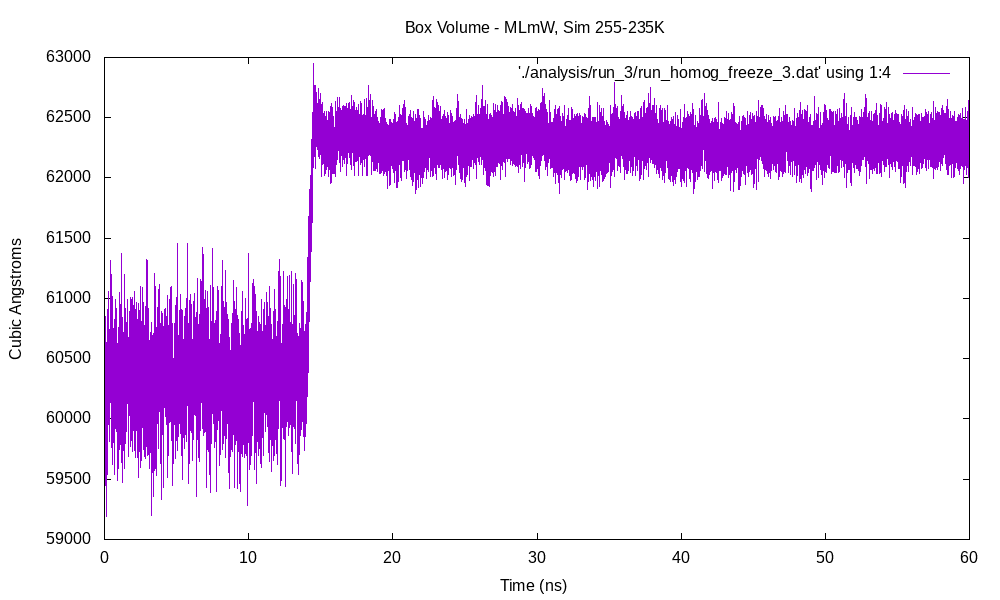 Box Volume - MLmW, Sim 255-235K
'./analysis/run_3/run_homog_freeze_3.dat' using 1:4
63000
62500
62000
61500
61000
60500
60000
59500
59000
Cubic Angstroms
0 10 20 30 40 50 60
Time (ns)